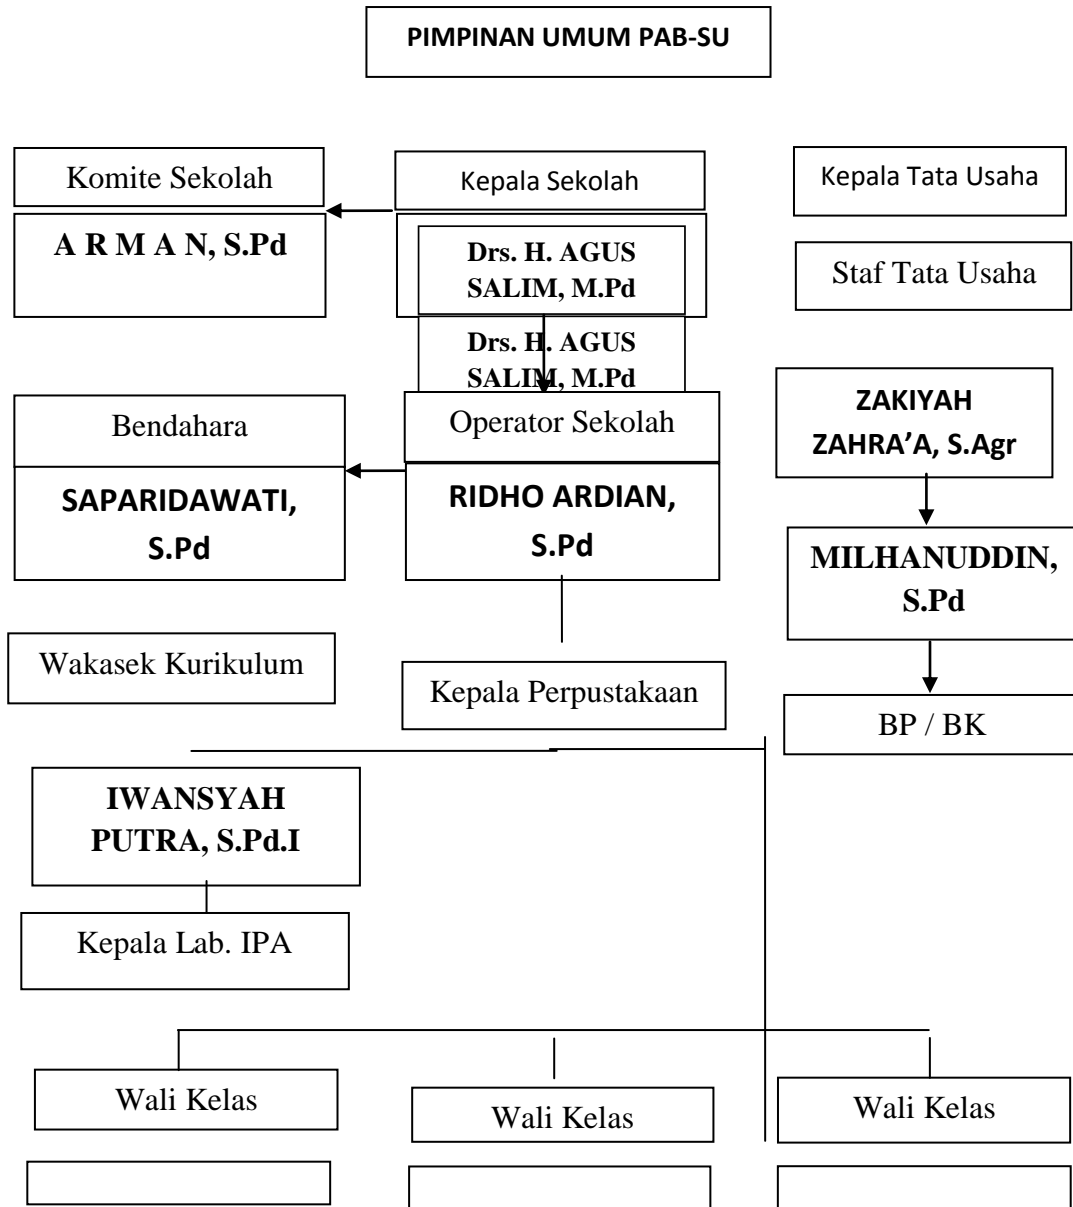 PIMPINAN UMUM PAB-SU
Komite Sekolah
Kepala Sekolah
Kepala Tata Usaha
A R M A N, S.Pd
Drs. H. AGUS
SALIM, M.Pd
Staf Tata Usaha
Drs. H. AGUS
SALIM, M.Pd
Bendahara
Operator Sekolah
ZAKIYAH
ZAHRA’A, S.Agr
SAPARIDAWATI,
S.Pd
RIDHO ARDIAN,
S.Pd
MILHANUDDIN,
S.Pd
Wakasek Kurikulum
Kepala Perpustakaan
BP / BK
IWANSYAH
PUTRA, S.Pd.I
Kepala Lab. IPA
Wali Kelas
Wali Kelas
Wali Kelas